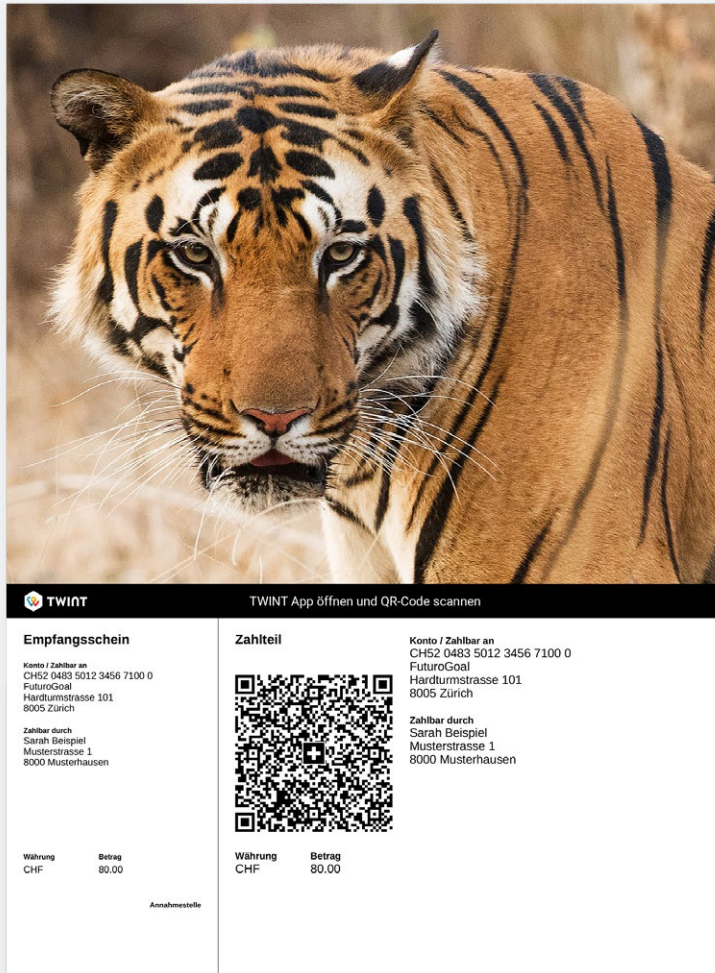 TWINT
TWINT App öffnen und QR-Code scannen
Empfangsschein
Konto / Zahlbar an
CH52 0483 5012 3456 7100 0
FuturoGoal
Hardturmstrasse 101
8005 Zürich
Zahlbar durch
Sarah Beispiel
Musterstrasse 1
8000 Musterhausen
Währung Betrag
CHF 80.00
Annahmestelle
Zahlteil
Währung Betrag
CHF 80.00
Konto / Zahlbar an
CH52 0483 5012 3456 7100 0
FuturoGoal
Hardturmstrasse 101
8005 Zürich
Zahlbar durch
Sarah Beispiel
Musterstrasse 1
8000 Musterhausen